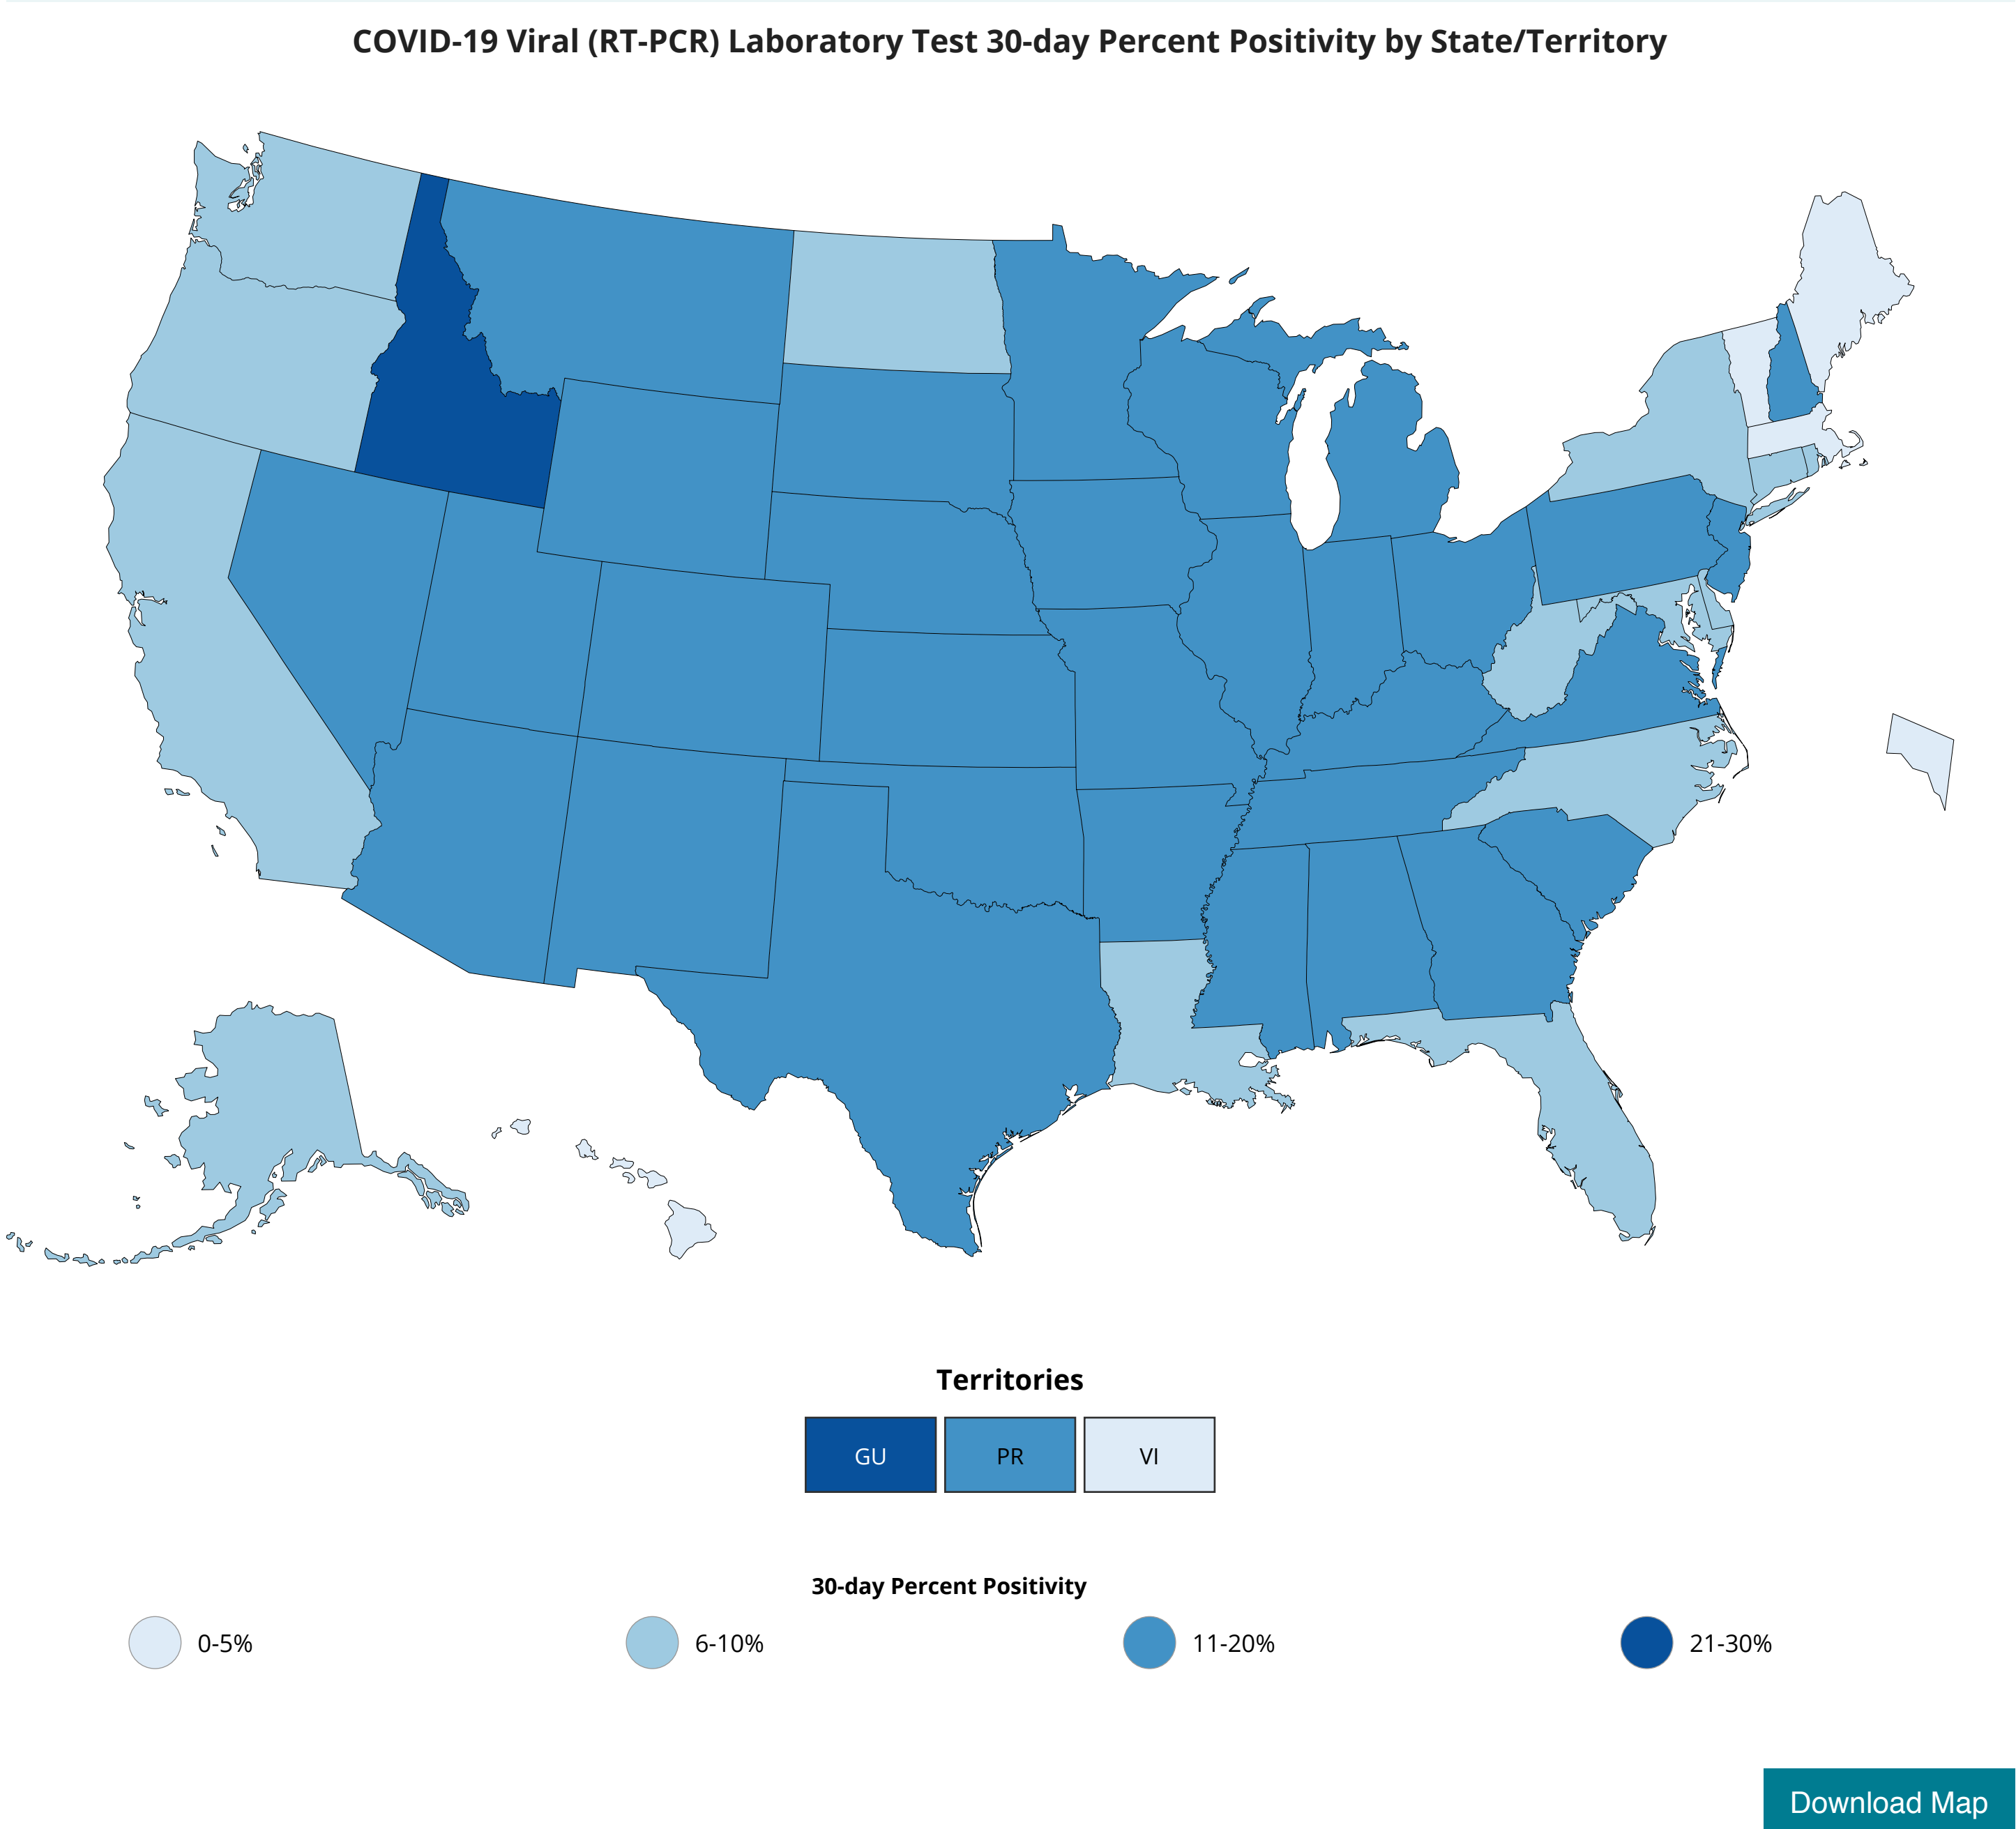 COVID-19 Viral (RT-PCR) Laboratory Test 30-day Percent Positivity by State/Territory
Territories
GU PR VI
30-day Percent Positivity
0-5% 6-10% 11-20% 21-30%
Download Map